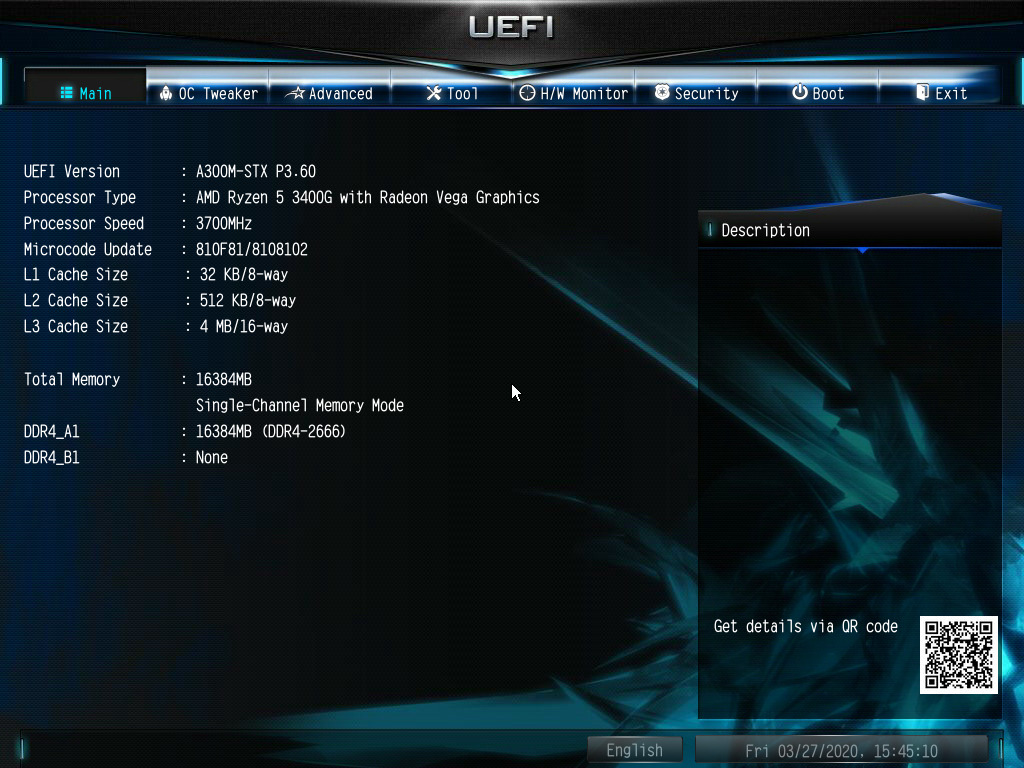 UEFI
Main OC Tweaker Advanced Tool H/W Monitor Security Boot Exit
UEFI Version : A300M-STX P3.60
Processor Type : AMD Ryzen 5 3400G with Radeon Vega Graphics
Processor Speed : 3700MHz
Microcode Update : 810F81/8108102
L1 Cache Size : 32 KB/8-way
L2 Cache Size : 512 KB/8-way
L3 Cache Size : 4 MB/16-way
Total Memory : 16384MB
Single-Channel Memory Mode
DDR4_A1 : 16384MB (DDR4-2666)
DDR4_B1 : None
Description
Get details via QR code
English
Fri 03/27/2020, 15:45:10